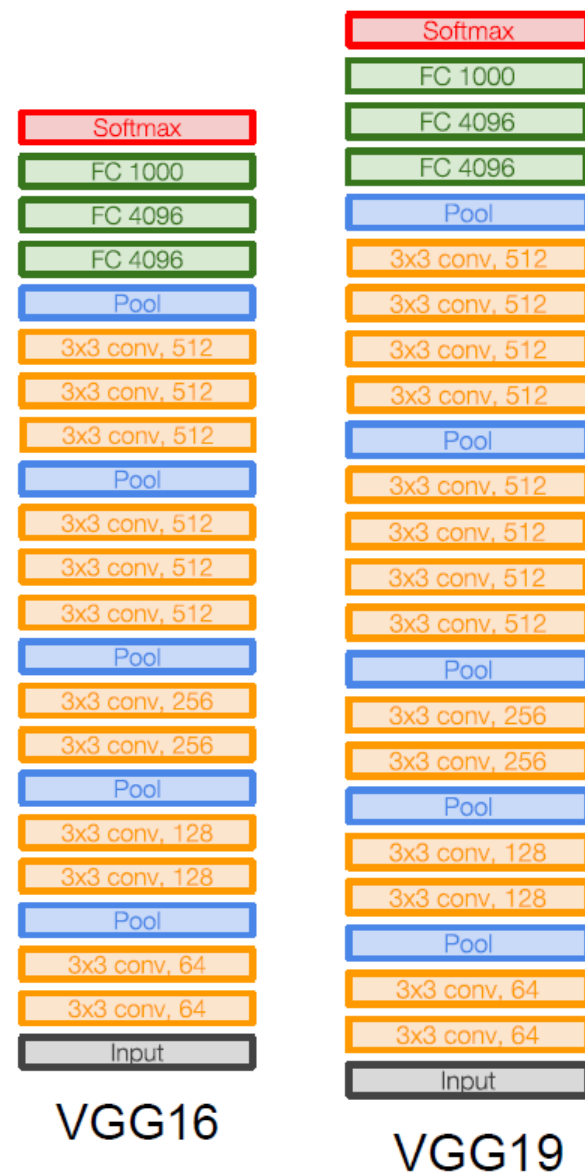 Softmax
FC 1000
FC 4096
FC 4096
Pool
3x3 conv, 512
3x3 conv, 512
3x3 conv, 512
Pool
3x3 conv, 512
3x3 conv, 512
3x3 conv, 512
Pool
3x3 conv, 256
3x3 conv, 256
Pool
3x3 conv, 128
3x3 conv, 128
Pool
3x3 conv, 64
3x3 conv, 64
Input
VGG16
Softmax
FC 1000
FC 4096
FC 4096
Pool
3x3 conv, 512
3x3 conv, 512
3x3 conv, 512
3x3 conv, 512
Pool
3x3 conv, 512
3x3 conv, 512
3x3 conv, 512
3x3 conv, 512
Pool
3x3 conv, 256
3x3 conv, 256
Pool
3x3 conv, 128
3x3 conv, 128
Pool
3x3 conv, 64
3x3 conv, 64
Input
VGG19